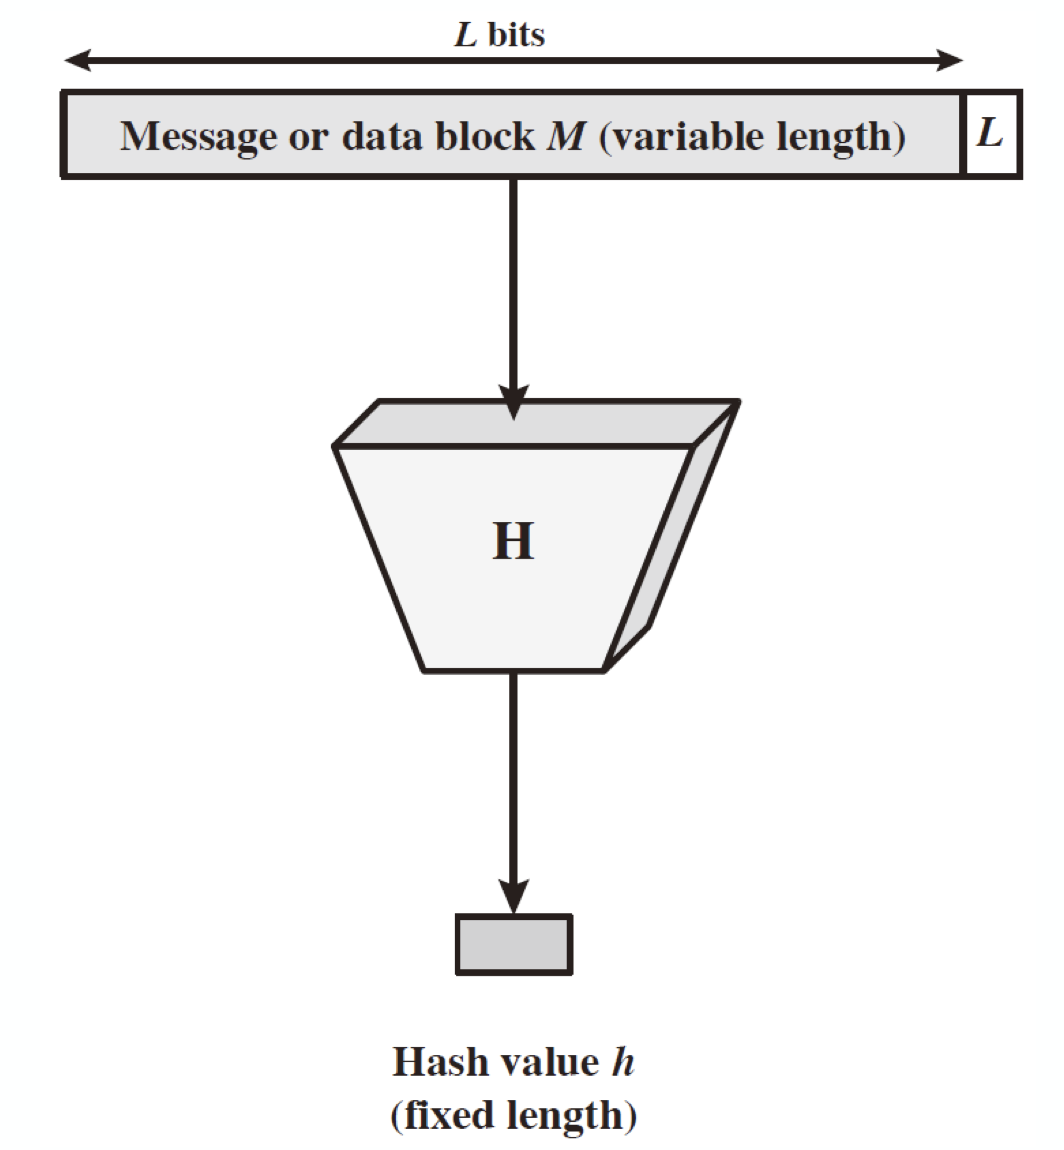 L bits
Message or data block M (variable length) L
H
Hash value h
(fixed length)